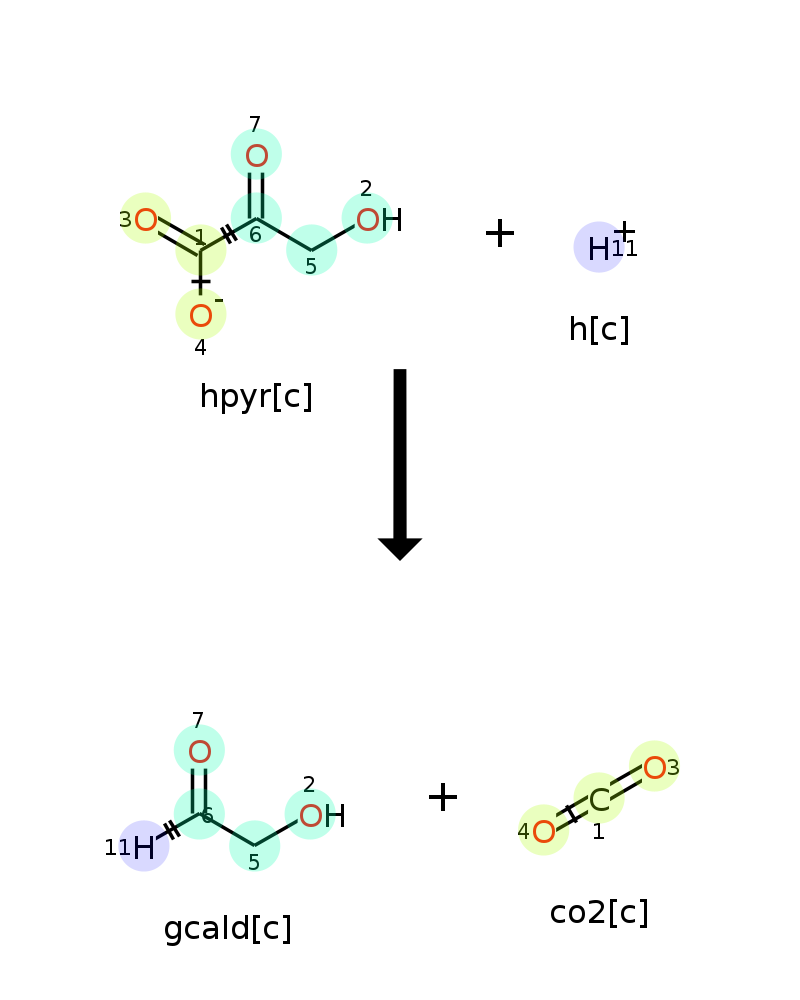 7
O
3 O 1 6 5 2 OH
O -
4
hpyr[c]
+
H + 11
h[c]
7
O
11 H 6 5 2 OH
gcald[c]
+
4 O C 1 O 3
co2[c]